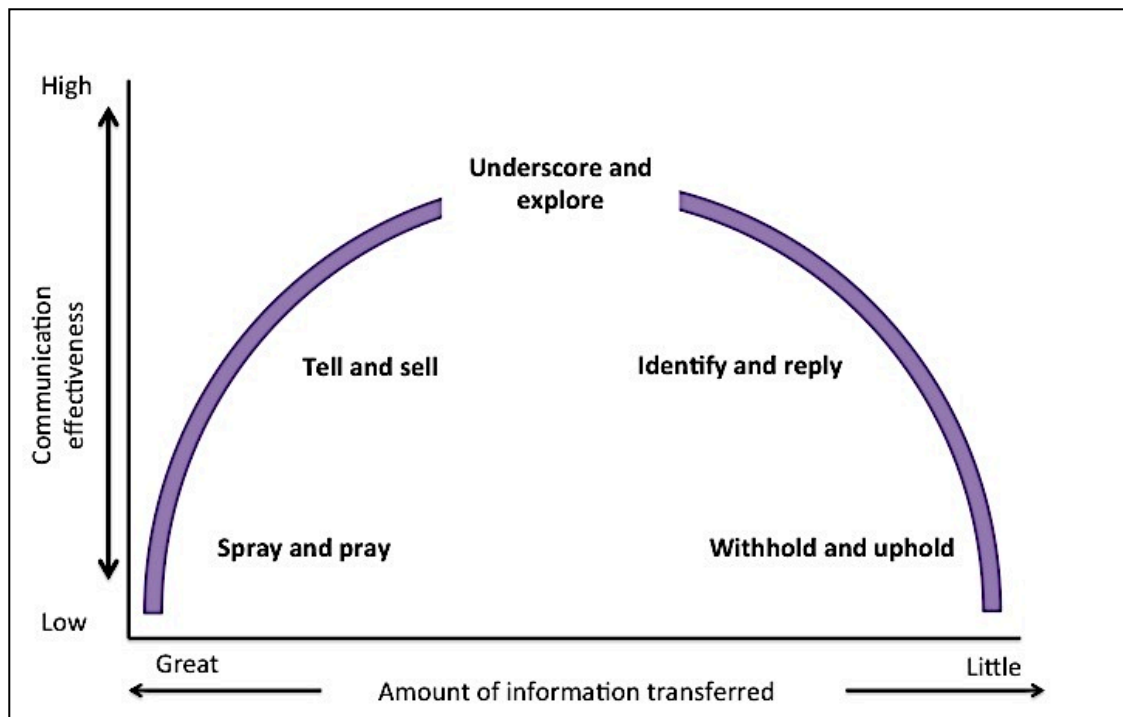 High
Underscore and
explore
Communication
effectiveness
Tell and sell
Identify and reply
Spray and pray
Withhold and uphold
Low
Great
Little
Amount of information transferred